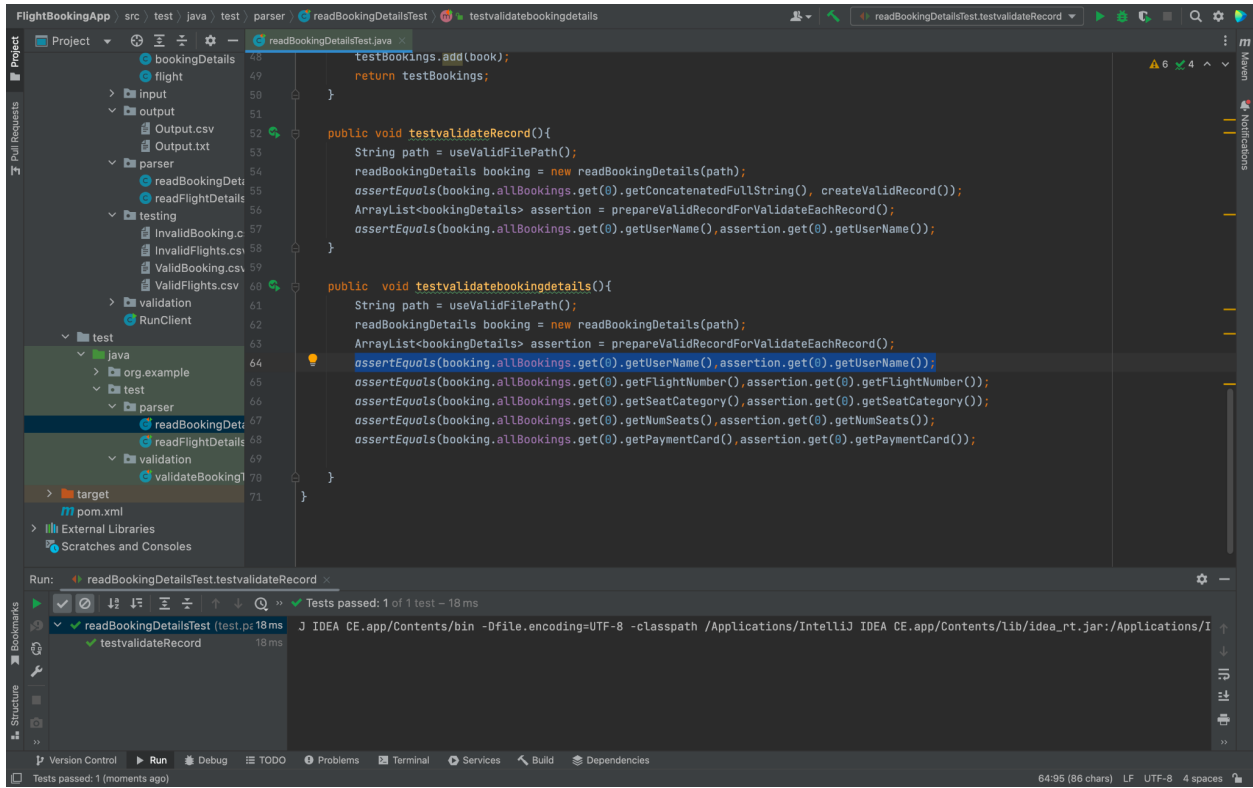 FlightBookingApp 〉 src 〉 test 〉 java 〉 test 〉 parser 〉 readBookingDetailsTest 〉 testvalidatebookingdetails
readBookingDetailsTest.testvalidateRecord
Project
readBookingDetailsTest.java
bookingDetails
flight
input
output
Output.csv
Output.txt
parser
readBookingDeta
readFlightDetails
testing
InvalidBooking.c
InvalidFlights.csv
ValidBooking.csv
ValidFlights.csv
validation
RunClient
test
java
org.example
test
parser
readBookingDeta
readFlightDetails
validation
validateBookingT
target
pom.xml
External Libraries
Scratches and Consoles
48 testBookings.add(book);
49 return testBookings;
50 }
51
52 public void testvalidateRecord(){
53 String path = useValidFilePath();
54 readBookingDetails booking = new readBookingDetails(path);
55 assertEquals(booking.allBookings.get(0).getConcatenatedFullString(), createValidRecord());
56 ArrayList<bookingDetails> assertion = prepareValidRecordForValidateEachRecord();
57 assertEquals(booking.allBookings.get(0).getUserName(),assertion.get(0).getUserName());
58 }
59
60 public  void testvalidatebookingdetails(){
61 String path = useValidFilePath();
62 readBookingDetails booking = new readBookingDetails(path);
63 ArrayList<bookingDetails> assertion = prepareValidRecordForValidateEachRecord();
64 assertEquals(booking.allBookings.get(0).getUserName(),assertion.get(0).getUserName());
65 assertEquals(booking.allBookings.get(0).getFlightNumber(),assertion.get(0).getFlightNumber());
66 assertEquals(booking.allBookings.get(0).getSeatCategory(),assertion.get(0).getSeatCategory());
67 assertEquals(booking.allBookings.get(0).getNumSeats(),assertion.get(0).getNumSeats());
68 assertEquals(booking.allBookings.get(0).getPaymentCard(),assertion.get(0).getPaymentCard());
69
70 }
71 }
6 4
Project
Pull Requests
Bookmarks
Structure
Maven
Notifications
Run: readBookingDetailsTest.testvalidateRecord
Tests passed: 1 of 1 test – 18 ms
readBookingDetailsTest (test.pa 18 ms
testvalidateRecord 18 ms
J IDEA CE.app/Contents/bin -Dfile.encoding=UTF-8 -classpath /Applications/IntelliJ IDEA CE.app/Contents/lib/idea_rt.jar:/Applications/I
Version Control Run Debug TODO Problems Terminal Services Build Dependencies
Tests passed: 1 (moments ago)
64:95 (86 chars) LF UTF-8 4 spaces